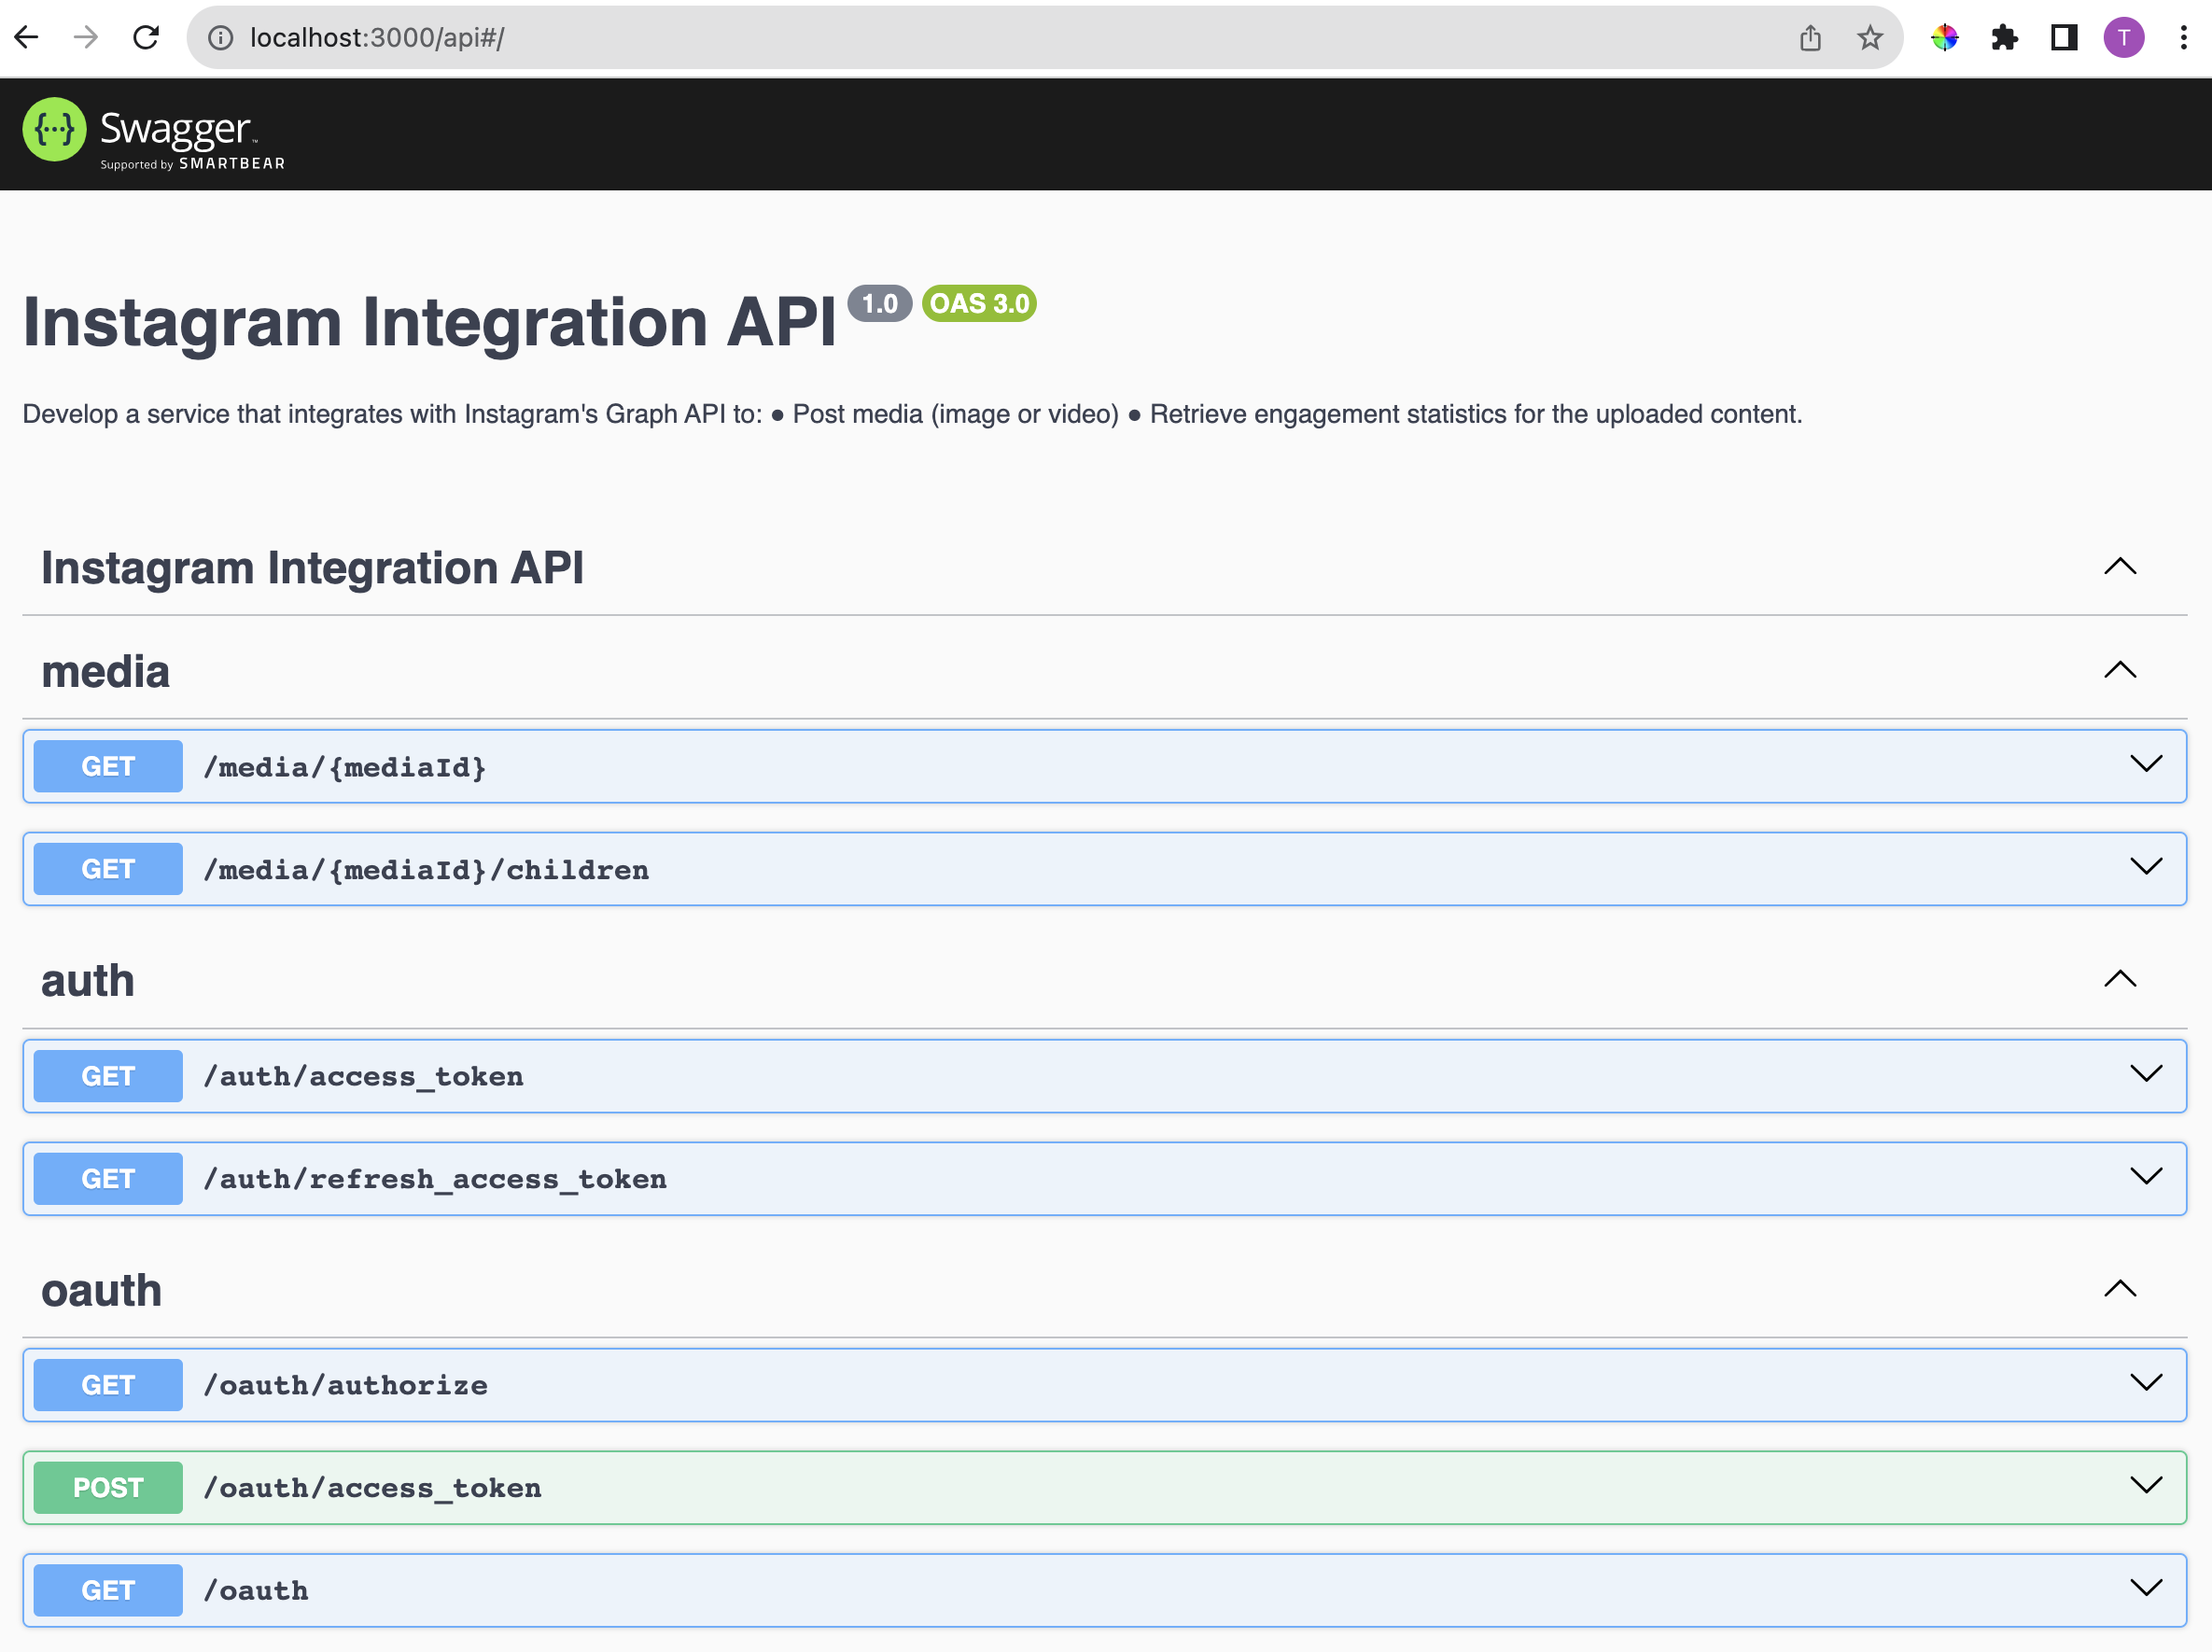 localhost:3000/api#/
T
{···} Swagger™
Supported by SMARTBEAR
Instagram Integration API 1.0 OAS 3.0
Develop a service that integrates with Instagram's Graph API to: ● Post media (image or video) ● Retrieve engagement statistics for the uploaded content.
Instagram Integration API
media
GET /media/{mediaId}
GET /media/{mediaId}/children
auth
GET /auth/access_token
GET /auth/refresh_access_token
oauth
GET /oauth/authorize
POST /oauth/access_token
GET /oauth